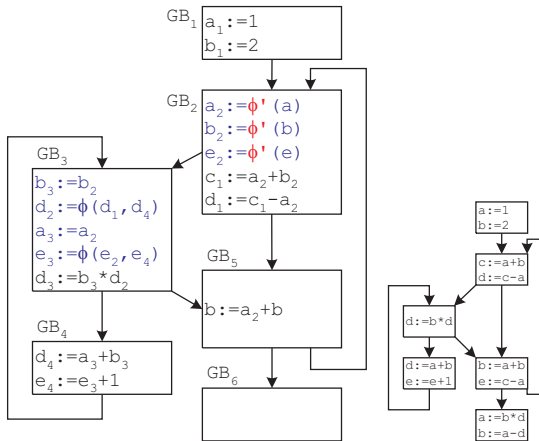 GB₁
a₁:=1
b₁:=2
GB₂
a₂:=ϕ'(a)
b₂:=ϕ'(b)
e₂:=ϕ'(e)
c₁:=a₂+b₂
d₁:=c₁-a₂
GB₃
b₃:=b₂
d₂:=ϕ(d₁,d₄)
a₃:=a₂
e₃:=ϕ(e₂,e₄)
d₃:=b₃*d₂
GB₄
d₄:=a₃+b₃
e₄:=e₃+1
GB₅
b:=a₂+b
GB₆
a:=1
b:=2
c:=a+b
d:=c-a
d:=b*d
d:=a+b
e:=e+1
b:=a+b
e:=c-a
a:=b*d
b:=a-d